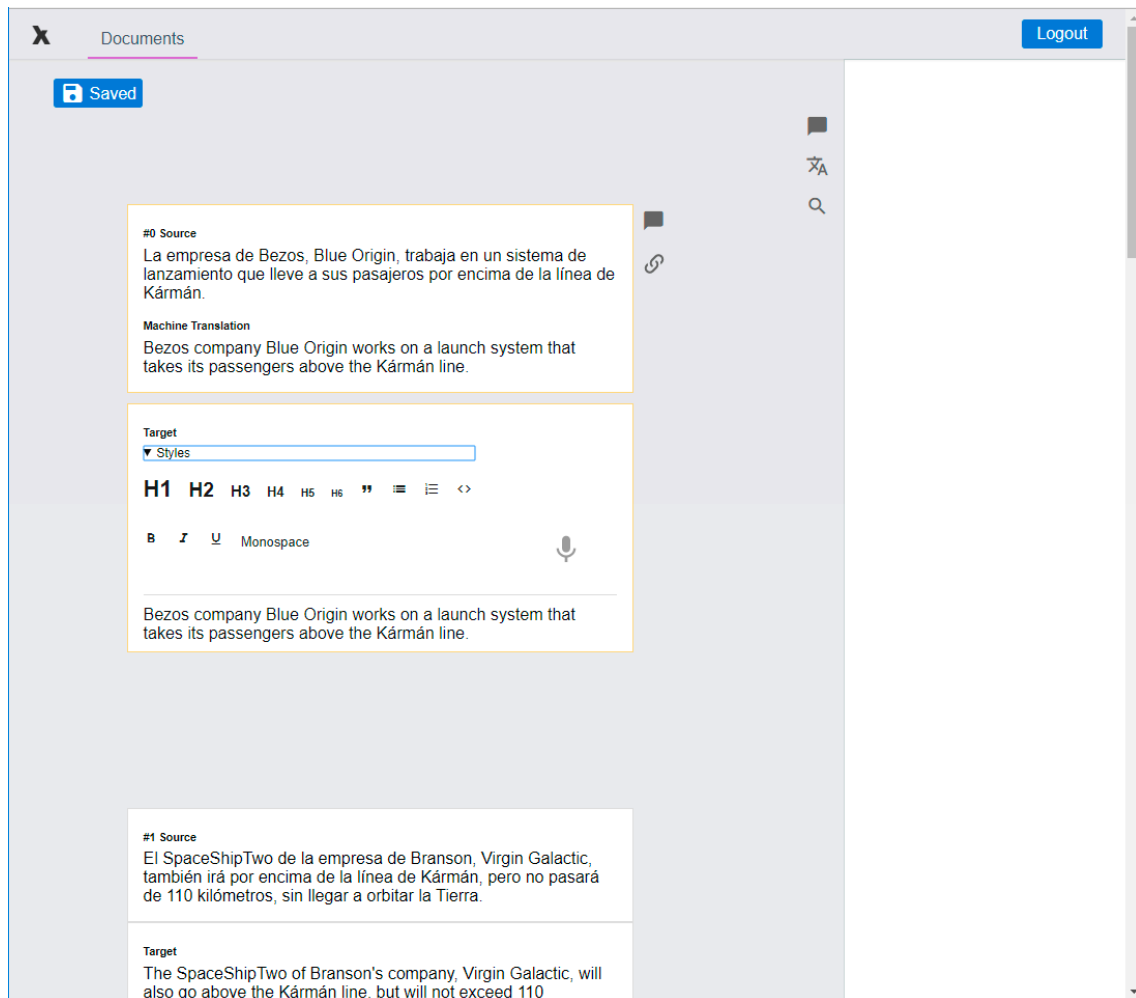 Documents
Logout
Saved
#0 Source
La empresa de Bezos, Blue Origin, trabaja en un sistema de
lanzamiento que lleve a sus pasajeros por encima de la línea de
Kármán.
Machine Translation
Bezos company Blue Origin works on a launch system that
takes its passengers above the Kármán line.
Target
▼ Styles
H1 H2 H3 H4 H5 H6 ” <>
B I U Monospace
Bezos company Blue Origin works on a launch system that
takes its passengers above the Kármán line.
#1 Source
El SpaceShipTwo de la empresa de Branson, Virgin Galactic,
también irá por encima de la línea de Kármán, pero no pasará
de 110 kilómetros, sin llegar a orbitar la Tierra.
Target
The SpaceShipTwo of Branson's company, Virgin Galactic, will
also go above the Kármán line, but will not exceed 110